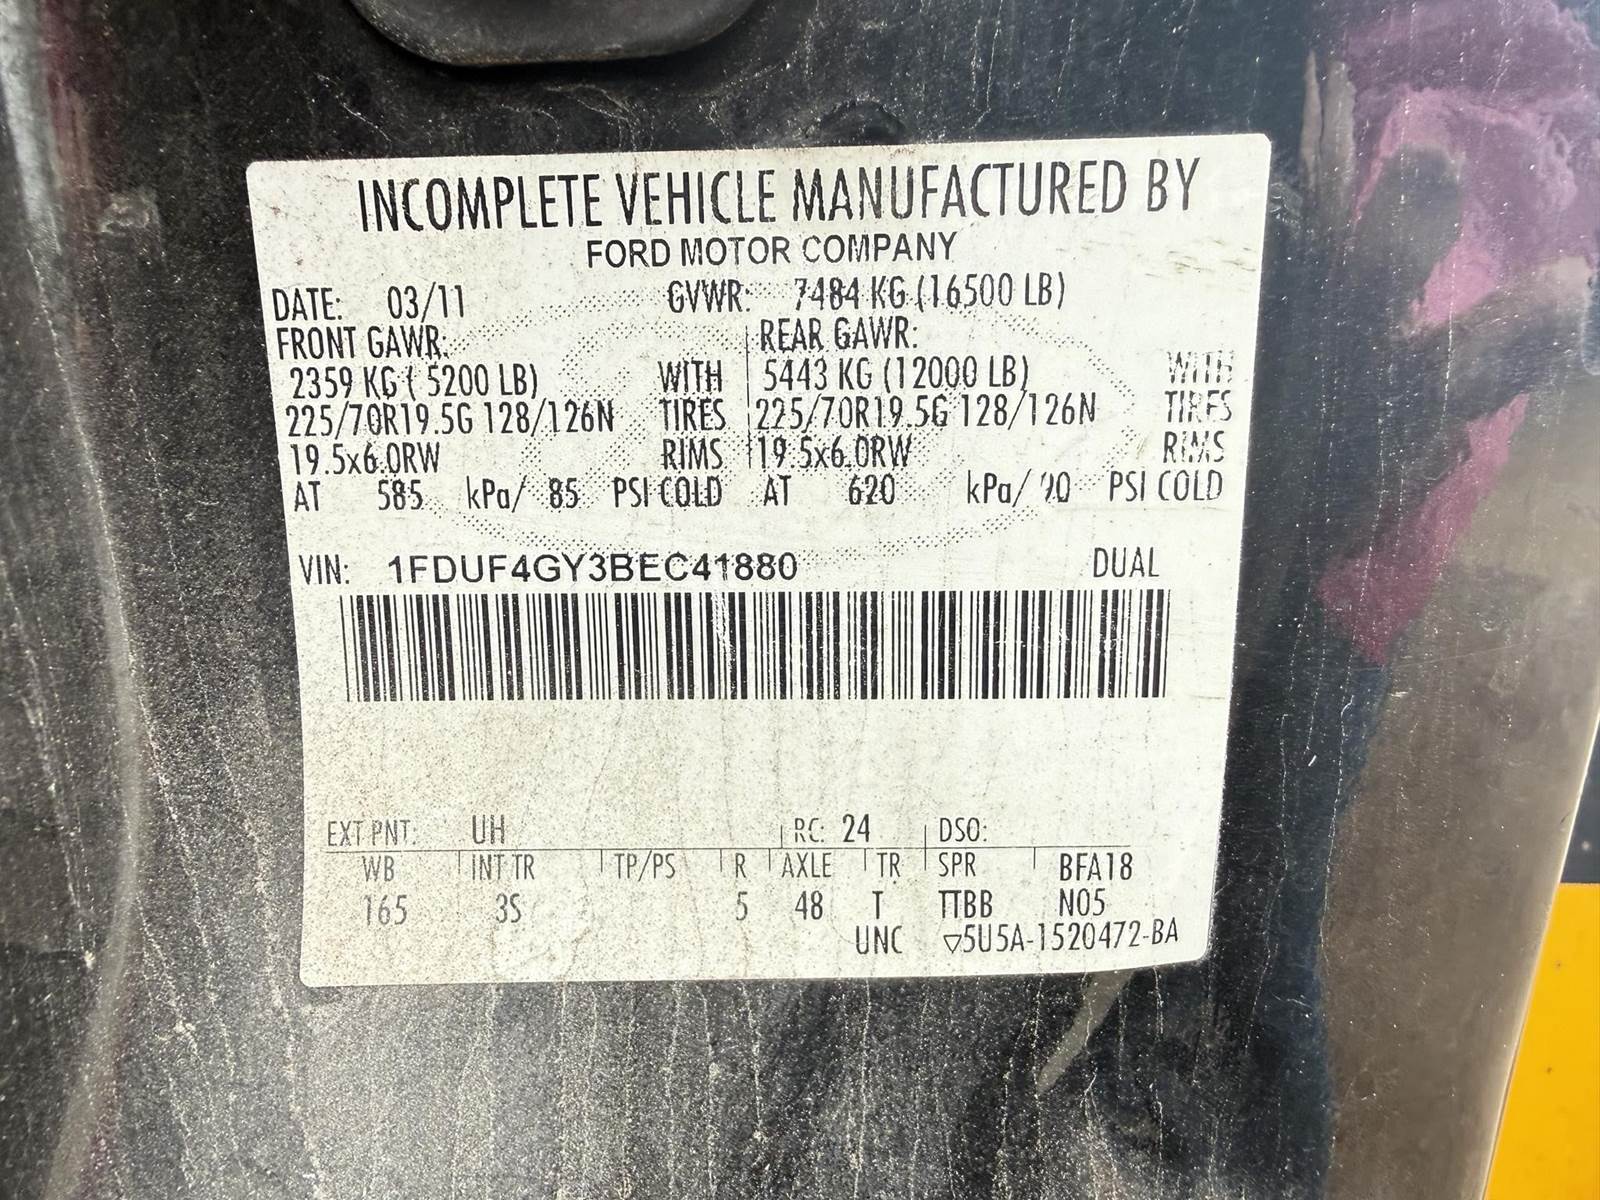 INCOMPLETE VEHICLE MANUFACTURED BY
FORD MOTOR COMPANY
DATE: 03/11 GVWR: 7484 KG (16500 LB)
FRONT GAWR: REAR GAWR:
2359 KG ( 5200 LB) WITH 5443 KG (12000 LB) WITH
225/70R19.5G 128/126N TIRES 225/70R19.5G 128/126N TIRES
19.5x6.0RW RIMS 19.5x6.0RW RIMS
AT 585 kPa/ 85 PSI COLD AT 620 kPa/ 90 PSI COLD
VIN: 1FDUF4GY3BEC41880 DUAL
EXT PNT: UH RC: 24 DSO:
WB INT TR TP/PS R AXLE TR SPR BFA18
165 3S 5 48 T TTBB N05
UNC ▽5U5A-1520472-BA